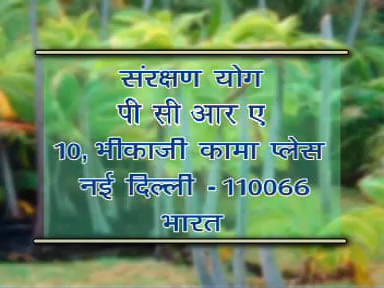 संरक्षण योग
पी सी आर ए
10, भीकाजी कामा प्लेस
नई दिल्ली - 110066
भारत